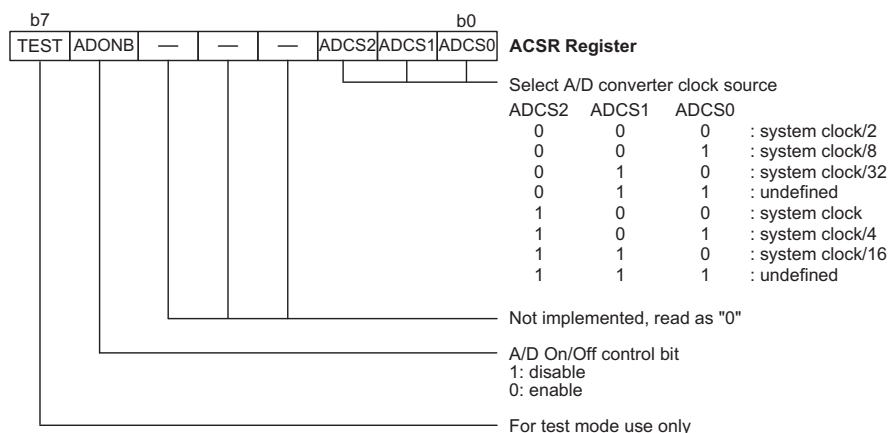 b7 b0
TEST ADONB — — — ADCS2 ADCS1 ADCS0 ACSR Register
Select A/D converter clock source
ADCS2 ADCS1 ADCS0
0 0 0 : system clock/2
0 0 1 : system clock/8
0 1 0 : system clock/32
0 1 1 : undefined
1 0 0 : system clock
1 0 1 : system clock/4
1 1 0 : system clock/16
1 1 1 : undefined
Not implemented, read as "0"
A/D On/Off control bit
1: disable
0: enable
For test mode use only